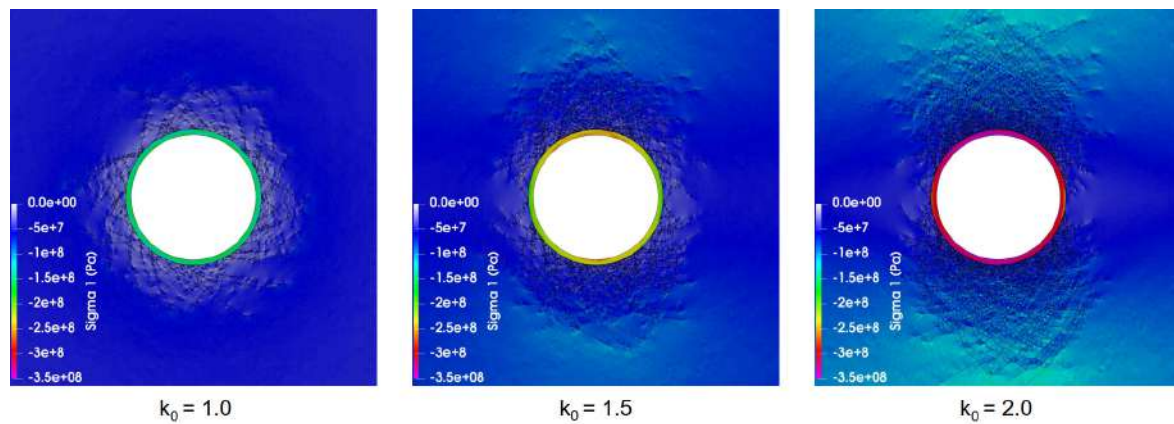 0.0e+00
-5e+7
-1e+8
-1.5e+8
-2e+8
-2.5e+8
-3e+8
-3.5e+08
Sigma 1 (Pa)
k₀ = 1.0
0.0e+00
-5e+7
-1e+8
-1.5e+8
-2e+8
-2.5e+8
-3e+8
-3.5e+08
Sigma 1 (Pa)
k₀ = 1.5
0.0e+00
-5e+7
-1e+8
-1.5e+8
-2e+8
-2.5e+8
-3e+8
-3.5e+08
Sigma 1 (Pa)
k₀ = 2.0